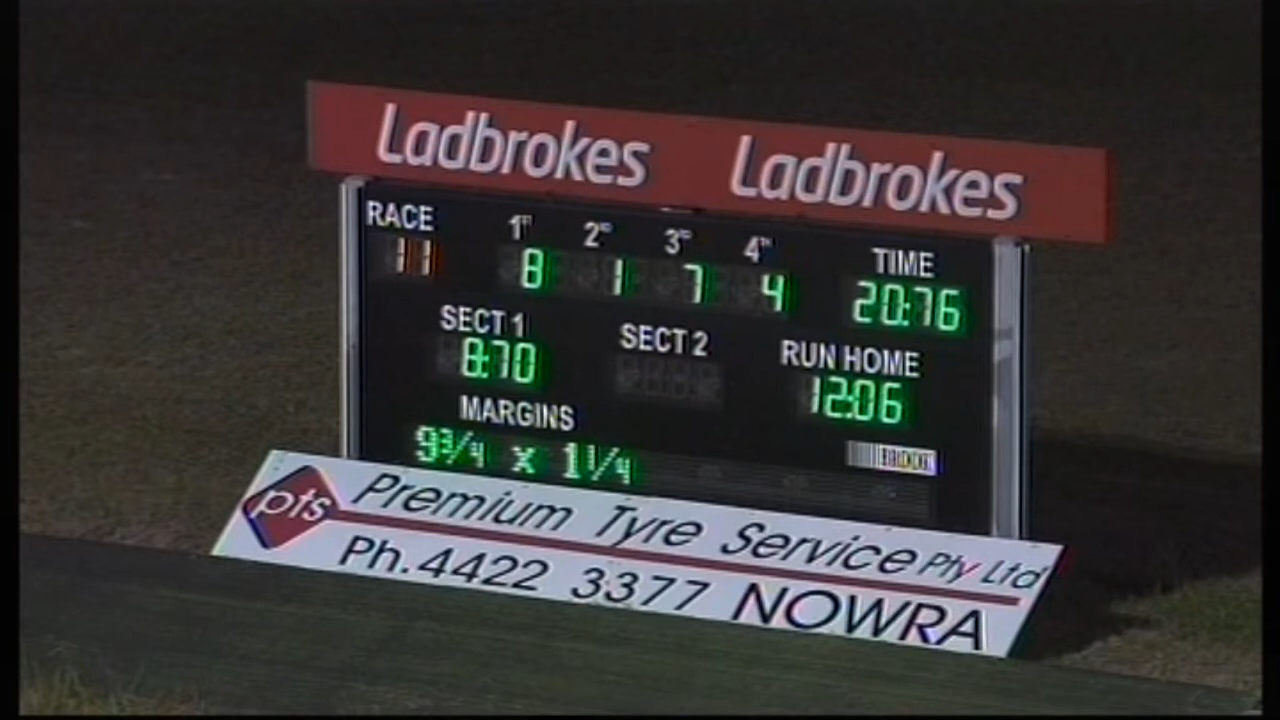 Ladbrokes Ladbrokes
RACE 1ST 2ND 3RD 4TH TIME
11 8 1 7 4 20:76
SECT 1 SECT 2 RUN HOME
8:70 12:06
MARGINS
9 3/4 x 1 1/4
pts Premium Tyre Service Pty Ltd
Ph. 4422 3377 NOWRA